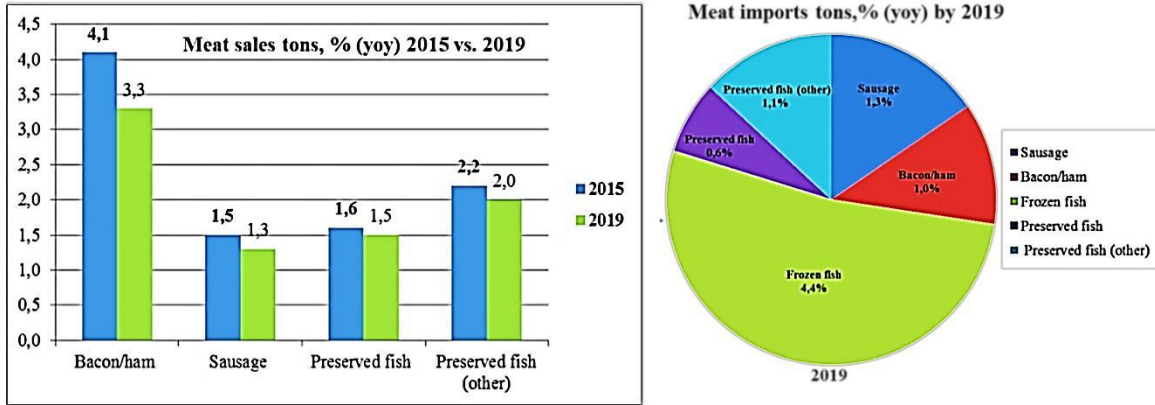 Meat sales tons, % (yoy) 2015 vs. 2019
4,5
4,0
3,5
3,0
2,5
2,0
1,5
1,0
0,5
0,0
4,1
3,3
1,5
1,3
1,6
1,5
2,2
2,0
Bacon/ham
Sausage
Preserved fish
Preserved fish
(other)
2015
2019
Meat imports tons,% (yoy) by 2019
Preserved fish (other)
1,1%
Sausage
1,3%
Preserved fish
0,6%
Bacon/ham
1,0%
Frozen fish
4,4%
2019
Sausage
Bacon/ham
Frozen fish
Preserved fish
Preserved fish (other)